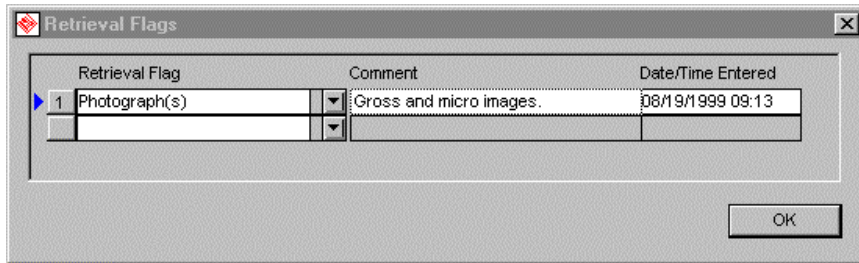 Retrieval Flags
Retrieval Flag Comment Date/Time Entered
1 Photograph(s) Gross and micro images. 08/19/1999 09:13
OK